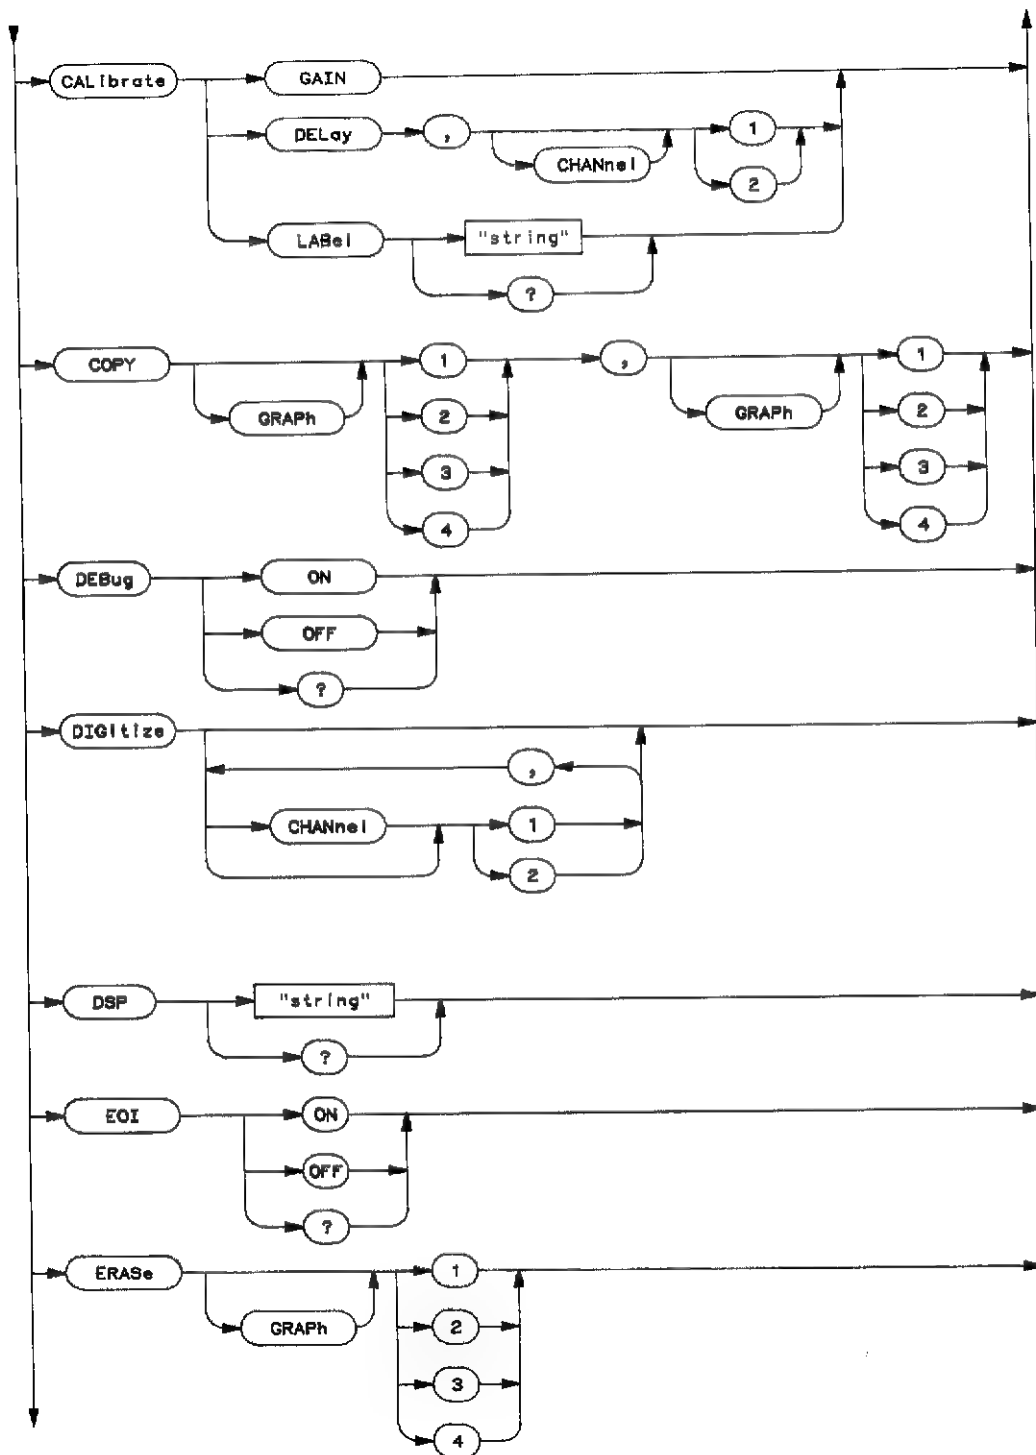 CALibrate GAIN
DELay , CHANnel 1
2
LABel "string"
?
COPY GRAPh 1 , GRAPh 1
2 2
3 3
4 4
DEBug ON
OFF
?
DIGitize ,
CHANnel 1
2
DSP "string"
?
EOI ON
OFF
?
ERASe GRAPh 1
2
3
4